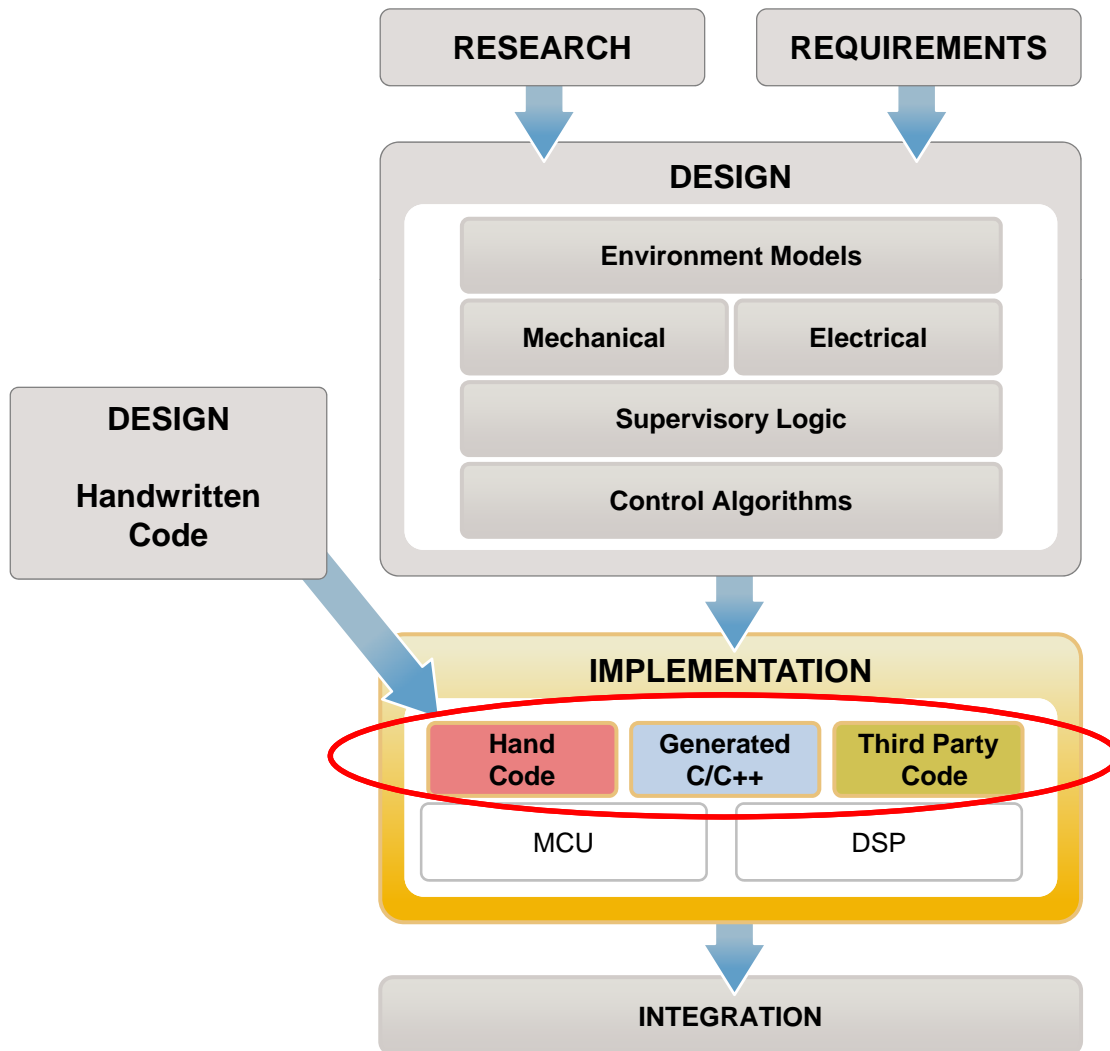 RESEARCH
REQUIREMENTS
DESIGN
Environment Models
Mechanical
Electrical
Supervisory Logic
Control Algorithms
DESIGN
Handwritten
Code
IMPLEMENTATION
Hand
Code
Generated
C/C++
Third Party
Code
MCU
DSP
INTEGRATION